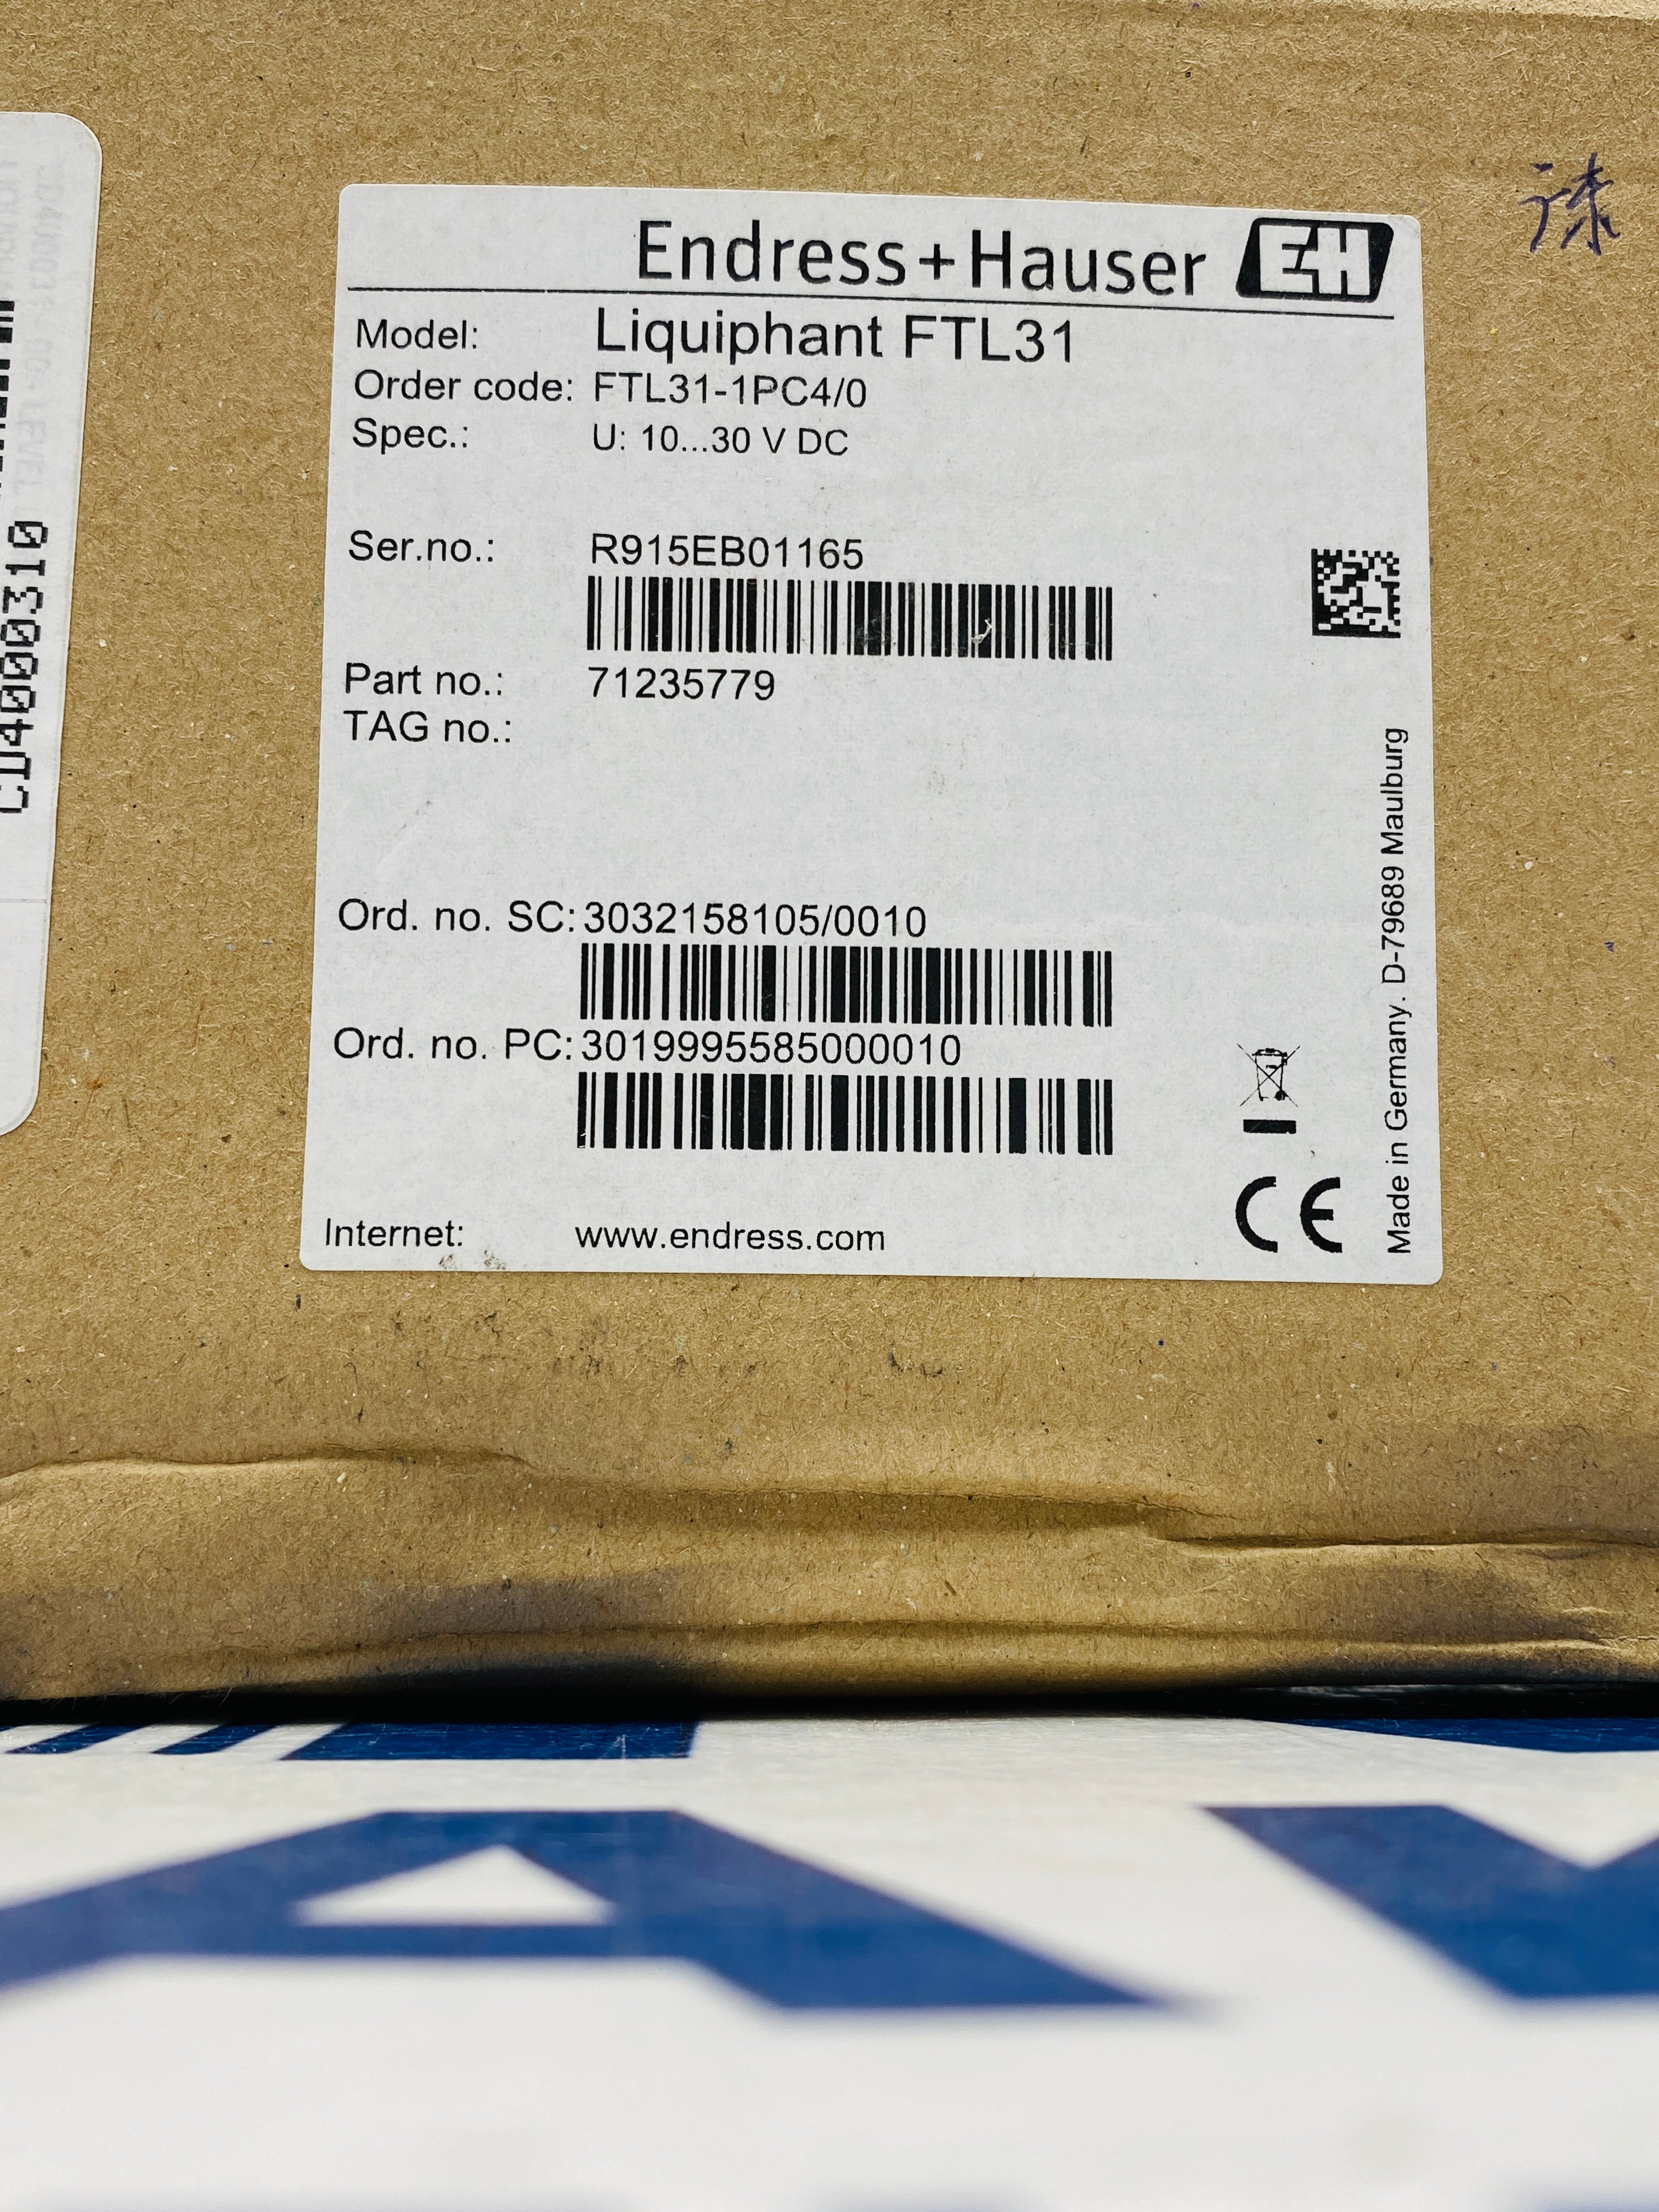 Endress+Hauser EH
Model: Liquiphant FTL31
Order code: FTL31-1PC4/0
Spec.: U: 10...30 V DC
Ser.no.: R915EB01165
Part no.: 71235779
TAG no.:
Ord. no. SC: 3032158105/0010
Ord. no. PC: 3019995585000010
Internet: www.endress.com
CE
Made in Germany. D-79689 Maulburg
CD4000310